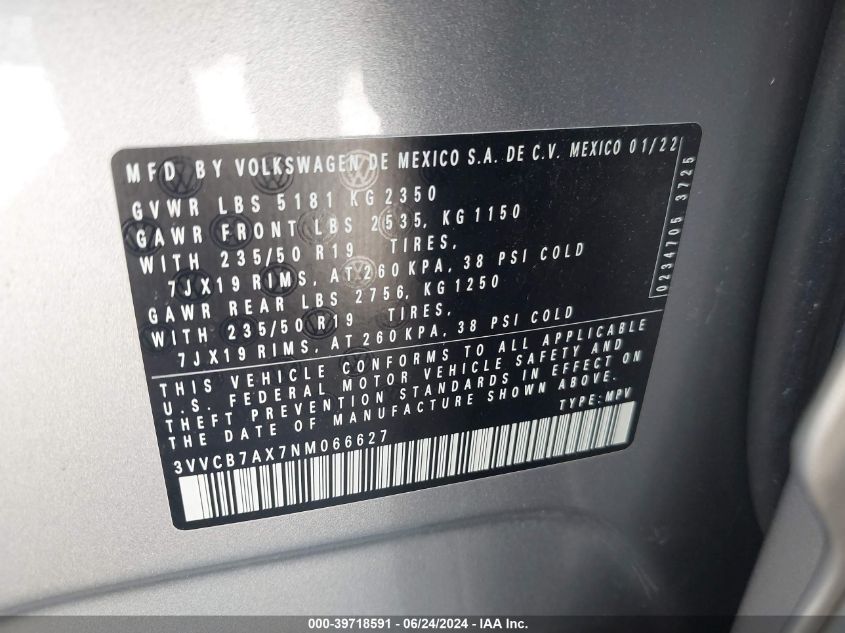 MFD BY VOLKSWAGEN DE MEXICO S.A. DE C.V. MEXICO 01/22
GVWR LBS 5181 KG 2350
GAWR FRONT LBS 2535, KG 1150
WITH 235/50 R19 TIRES,
7JX19 RIMS, AT 260 KPA, 38 PSI COLD
GAWR REAR LBS 2756, KG 1250
WITH 235/50 R19 TIRES,
7JX19 RIMS, AT 260 KPA, 38 PSI COLD
0234705 3725
THIS VEHICLE CONFORMS TO ALL APPLICABLE
U.S. FEDERAL MOTOR VEHICLE SAFETY AND
THEFT PREVENTION STANDARDS IN EFFECT ON
THE DATE OF MANUFACTURE SHOWN ABOVE.
TYPE: MPV
3VVCB7AX7NM066627
000-39718591 - 06/24/2024 - IAA Inc.